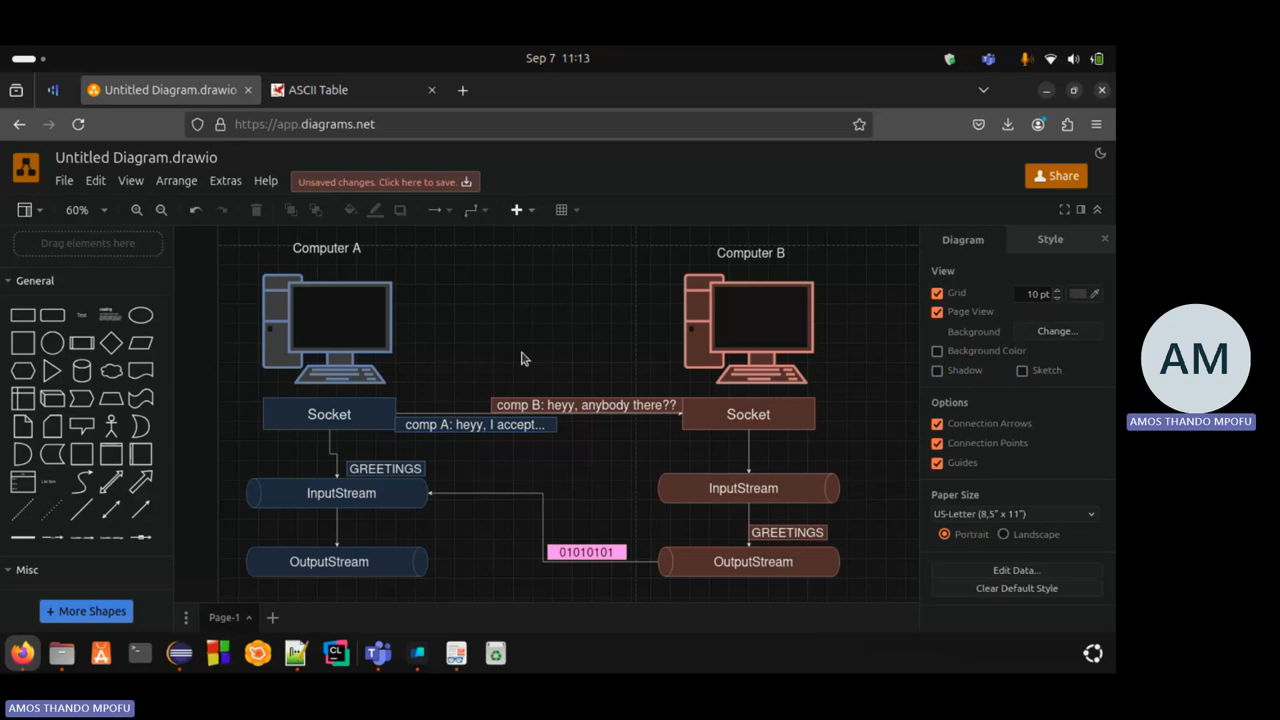 Sep 7 11:13
Untitled Diagram.drawio
ASCII Table
https://app.diagrams.net
Untitled Diagram.drawio
File Edit View Arrange Extras Help
Unsaved changes. Click here to save.
Share
60%
Drag elements here
General
Text
Heading
List Item
Misc
+ More Shapes
Computer A
Computer B
Socket
comp B: heyy, anybody there??
comp A: heyy, I accept...
Socket
GREETINGS
InputStream
InputStream
GREETINGS
01010101
OutputStream
OutputStream
Page-1
Diagram
Style
View
Grid
10 pt
Page View
Background
Change...
Background Color
Shadow
Sketch
Options
Connection Arrows
Connection Points
Guides
Paper Size
US-Letter (8,5" x 11")
Portrait
Landscape
Edit Data...
Clear Default Style
CL
AM
AMOS THANDO MPOFU
AMOS THANDO MPOFU